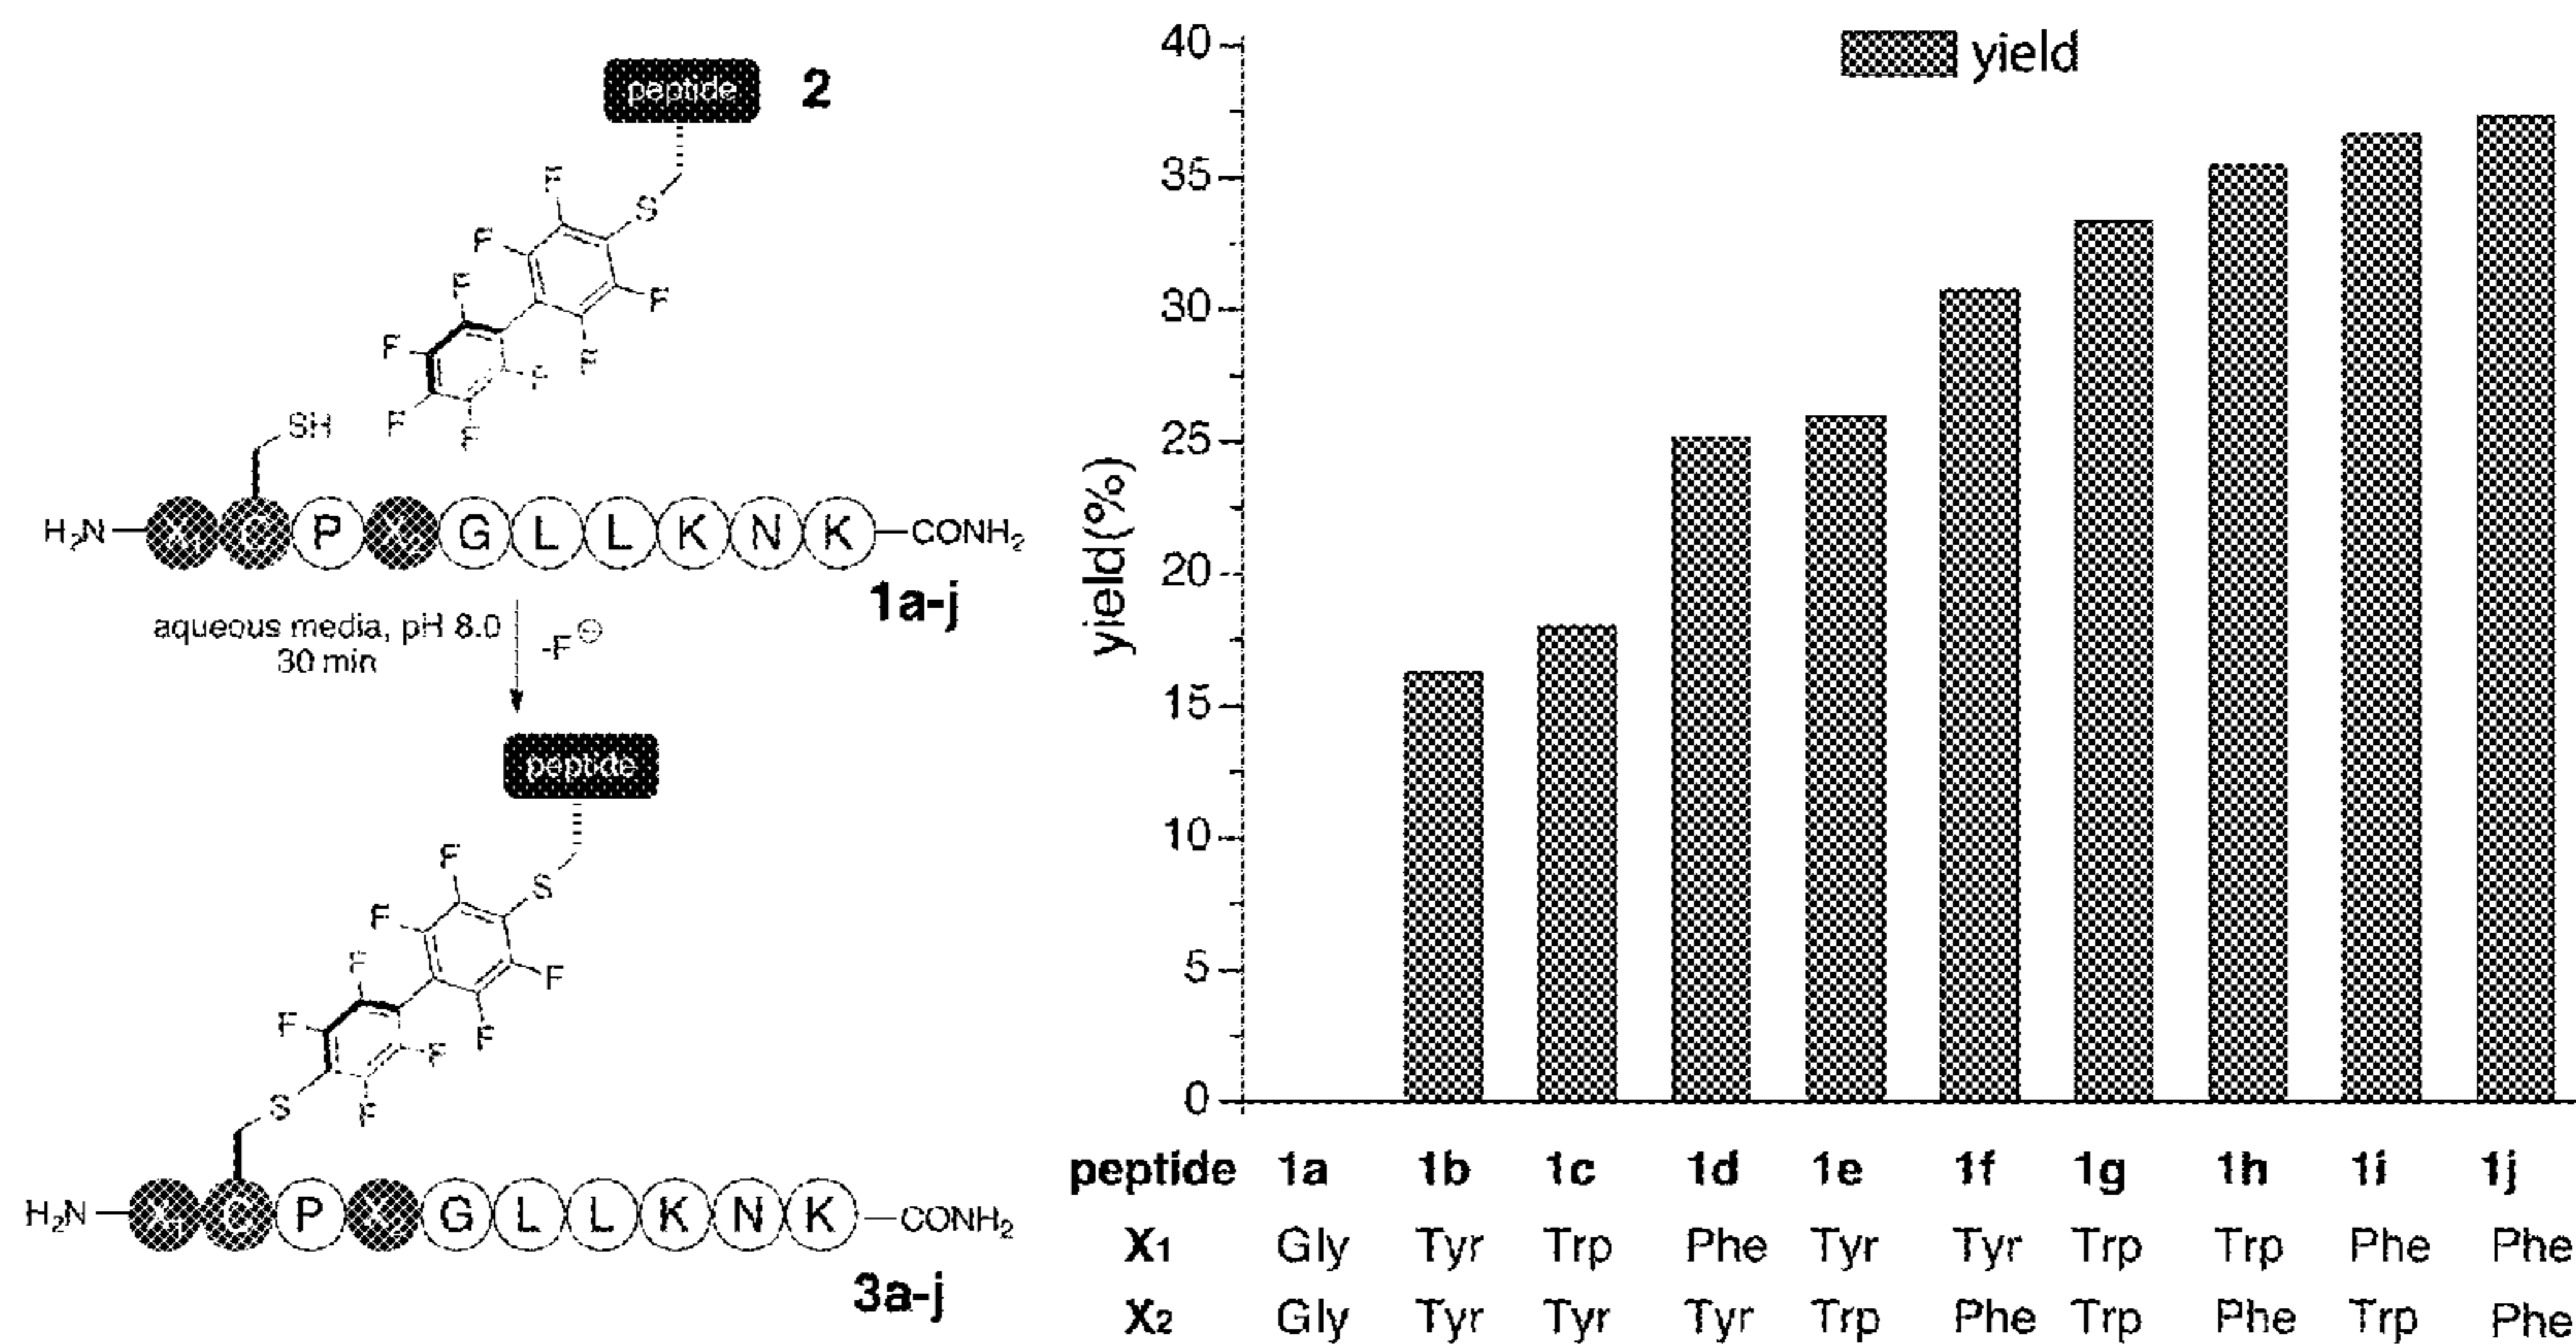 peptide 2
S
F
F
F
F
F
F
F
F
F
SH
H2N X1 C P X2 G L L K N K CONH2
1a-j
aqueous media, pH 8.0
30 min
-F⊖
peptide
S
F
F
F
F
F
F
F
F
S
H2N X1 C P X2 G L L K N K CONH2
3a-j
yield
yield(%)
40
35
30
25
20
15
10
5
0
peptide 1a 1b 1c 1d 1e 1f 1g 1h 1i 1j
X1 Gly Tyr Trp Phe Tyr Tyr Trp Trp Phe Phe
X2 Gly Tyr Tyr Tyr Trp Phe Trp Phe Trp Phe